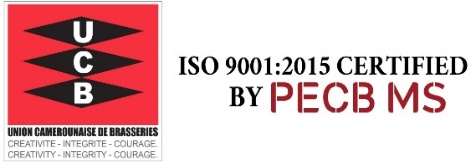 U
C
B
UNION CAMEROUNAISE DE BRASSERIES
CREATIVITE - INTEGRITE - COURAGE.
CREATIVITY - INTEGRITY - COURAGE.
ISO 9001:2015 CERTIFIED
BY PECB MS